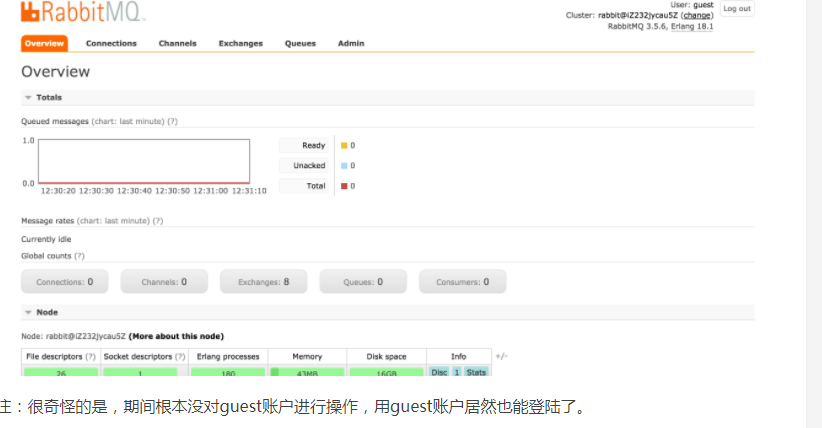 RabbitMQ
User: guest
Log out
Cluster: rabbit@iZ232jycau5Z (change)
RabbitMQ 3.5.6, Erlang 18.1
Overview Connections Channels Exchanges Queues Admin
Overview
Totals
Queued messages (chart: last minute) (?)
1.0
0.0
12:30:20 12:30:30 12:30:40 12:30:50 12:31:00 12:31:10
Ready 0
Unacked 0
Total 0
Message rates (chart: last minute) (?)
Currently idle
Global counts (?)
Connections: 0 Channels: 0 Exchanges: 8 Queues: 0 Consumers: 0
Node
Node: rabbit@iZ232jycau5Z (More about this node)
File descriptors (?) Socket descriptors (?) Erlang processes Memory Disk space Info +/-
26 1 180 43MB 16GB Disc 1 Stats
注：很奇怪的是，期间根本没对guest账户进行操作，用guest账户居然也能登陆了。